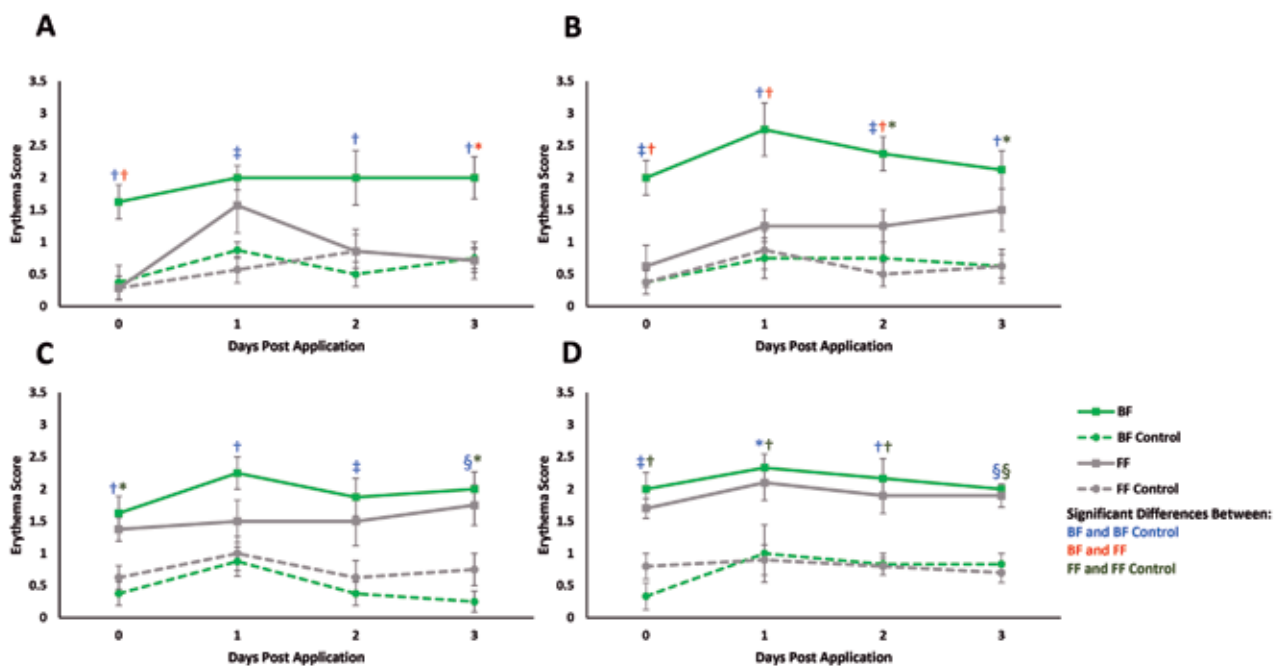 A
3.5
3
2.5
2
1.5
1
0.5
0
Erythema Score
††
‡
†
†*
0 1 2 3
Days Post Application
B
3.5
3
2.5
2
1.5
1
0.5
0
Erythema Score
‡†
††
‡†*
†*
0 1 2 3
Days Post Application
C
3.5
3
2.5
2
1.5
1
0.5
0
Erythema Score
†*
†
‡
§*
0 1 2 3
Days Post Application
D
3.5
3
2.5
2
1.5
1
0.5
0
Erythema Score
‡†
*†
††
§§
0 1 2 3
Days Post Application
BF
BF Control
FF
FF Control
Significant Differences Between:
BF and BF Control
BF and FF
FF and FF Control